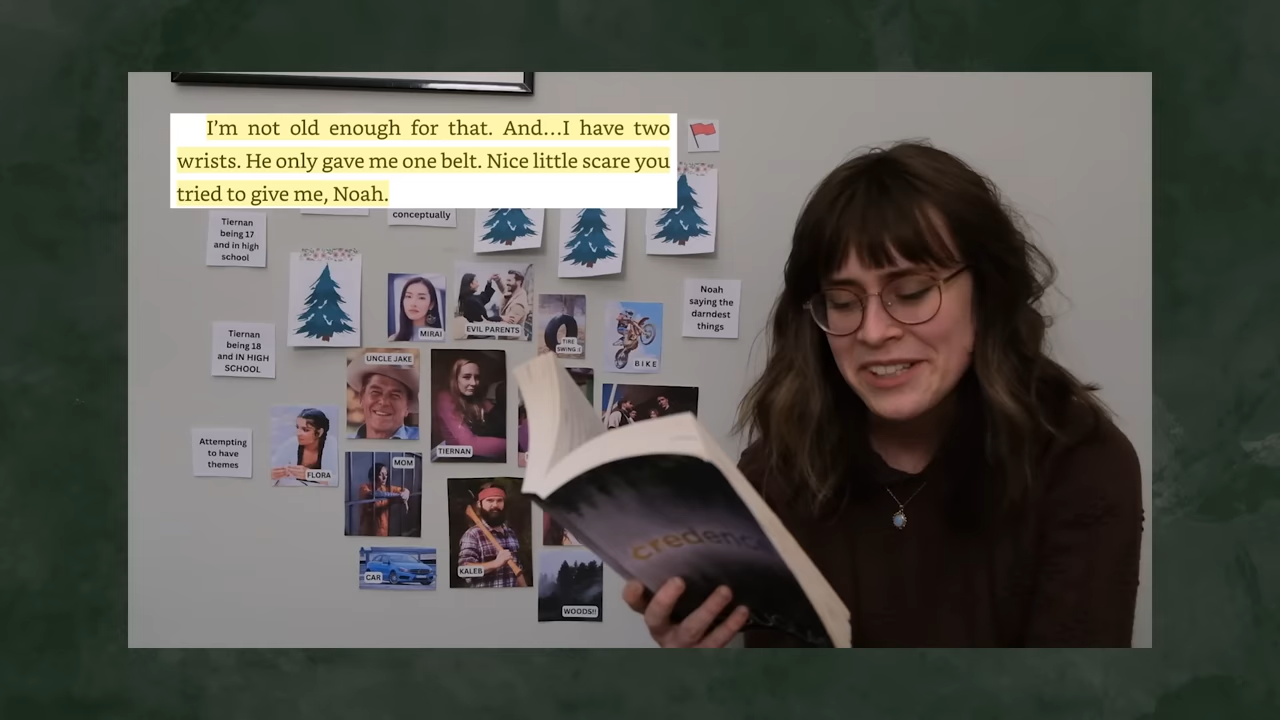 I'm not old enough for that. And...I have two
wrists. He only gave me one belt. Nice little scare you
tried to give me, Noah.
conceptually
Tiernan
being 17
and in high
school
Noah
saying the
darndest
things
MIRAI
EVIL PARENTS
TIRE
SWING :(
BIKE
Tiernan
being 18
and IN HIGH
SCHOOL
UNCLE JAKE
TIERNAN
Attempting
to have
themes
FLORA
MOM
KALEB
CAR
WOODS!!